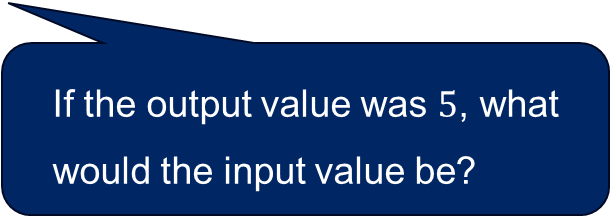 If the output value was 5, what
would the input value be?